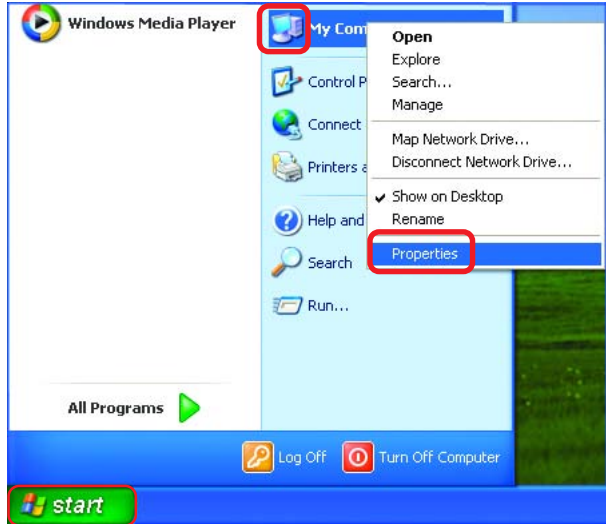 Windows Media Player
My Com
Control P
Connect
Printers a
Help and
Search
Run...
All Programs
Log Off
Turn Off Computer
start
Open
Explore
Search...
Manage
Map Network Drive...
Disconnect Network Drive...
Show on Desktop
Rename
Properties